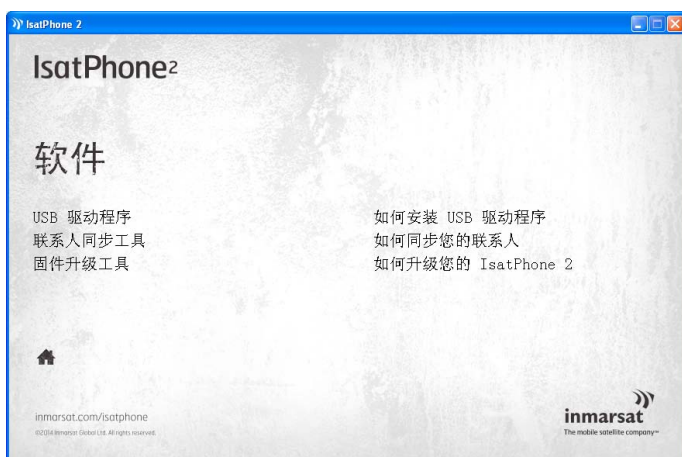 IsatPhone 2
IsatPhone2
软件
USB 驱动程序
联系人同步工具
固件升级工具
如何安装 USB 驱动程序
如何同步您的联系人
如何升级您的 IsatPhone 2
inmarsat.com/isatphone
©2014 Inmarsat Global Ltd. All rights reserved.
inmarsat
The mobile satellite company™